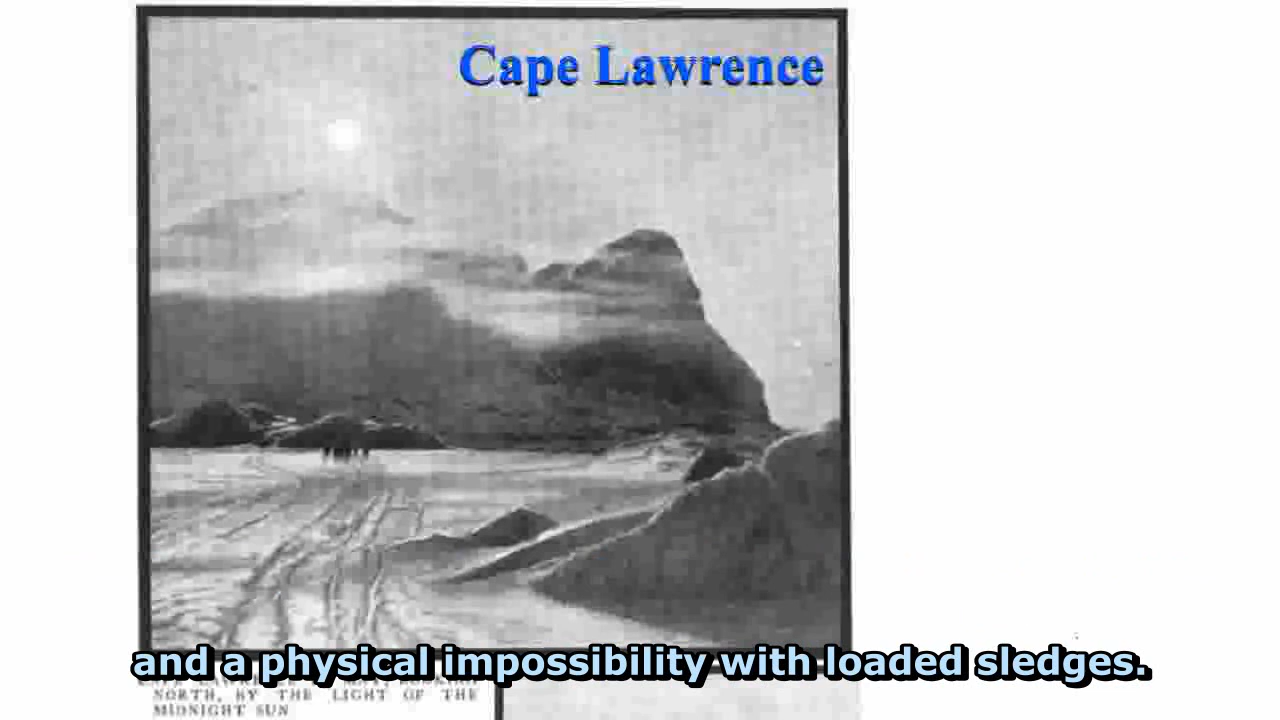 Cape Lawrence
and a physical impossibility with loaded sledges.
NORTH, BY THE LIGHT OF THE
MIDNIGHT SUN